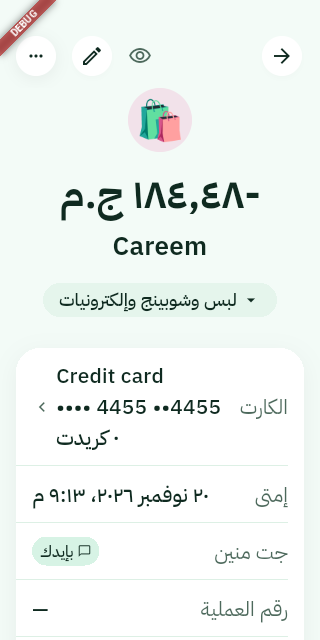 DEBUG
-١٨٤,٤٨ ج.م
Careem
لبس وشوبينج وإلكترونيات
الكارت
Credit card
•••• 4455 ••4455
· كريدت
إمتى
٢٠ نوفمبر ٢٠٢٦، ٩:١٣ م
جت منين
بإيدك
رقم العملية
—